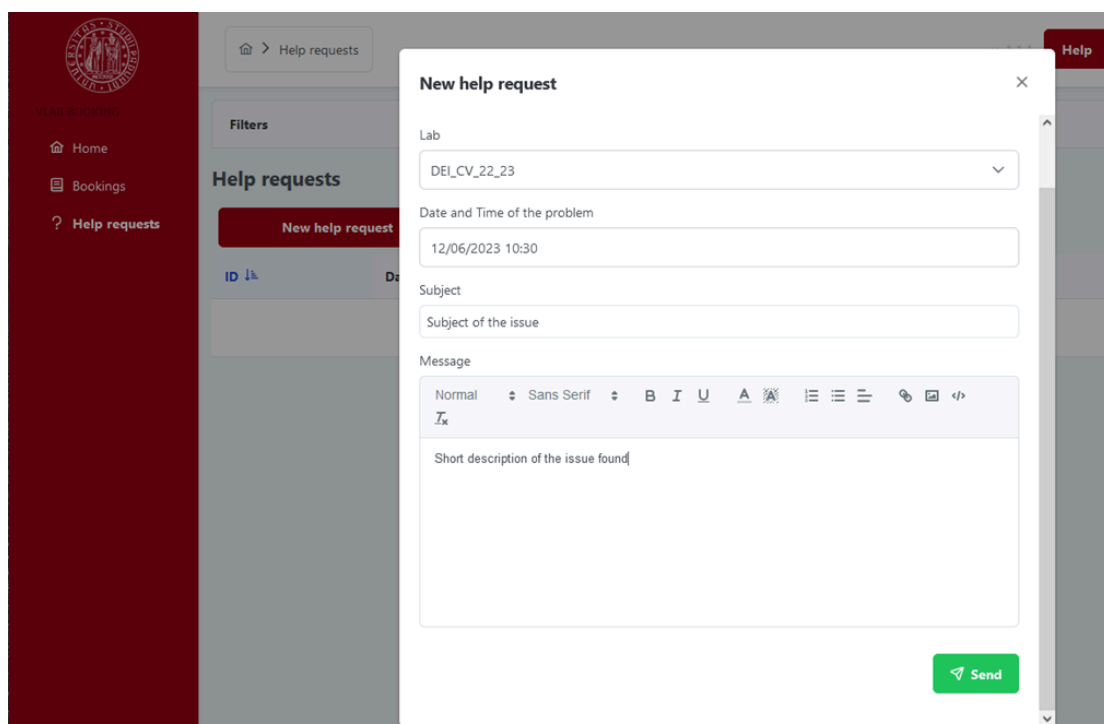 Help requests
Help
VLAB BOOKING
Home
Bookings
Help requests
Filters
Help requests
New help request
ID
New help request
Lab
DEI_CV_22_23
Date and Time of the problem
12/06/2023 10:30
Subject
Subject of the issue
Message
Normal Sans Serif B I U A A
Short description of the issue found
Send